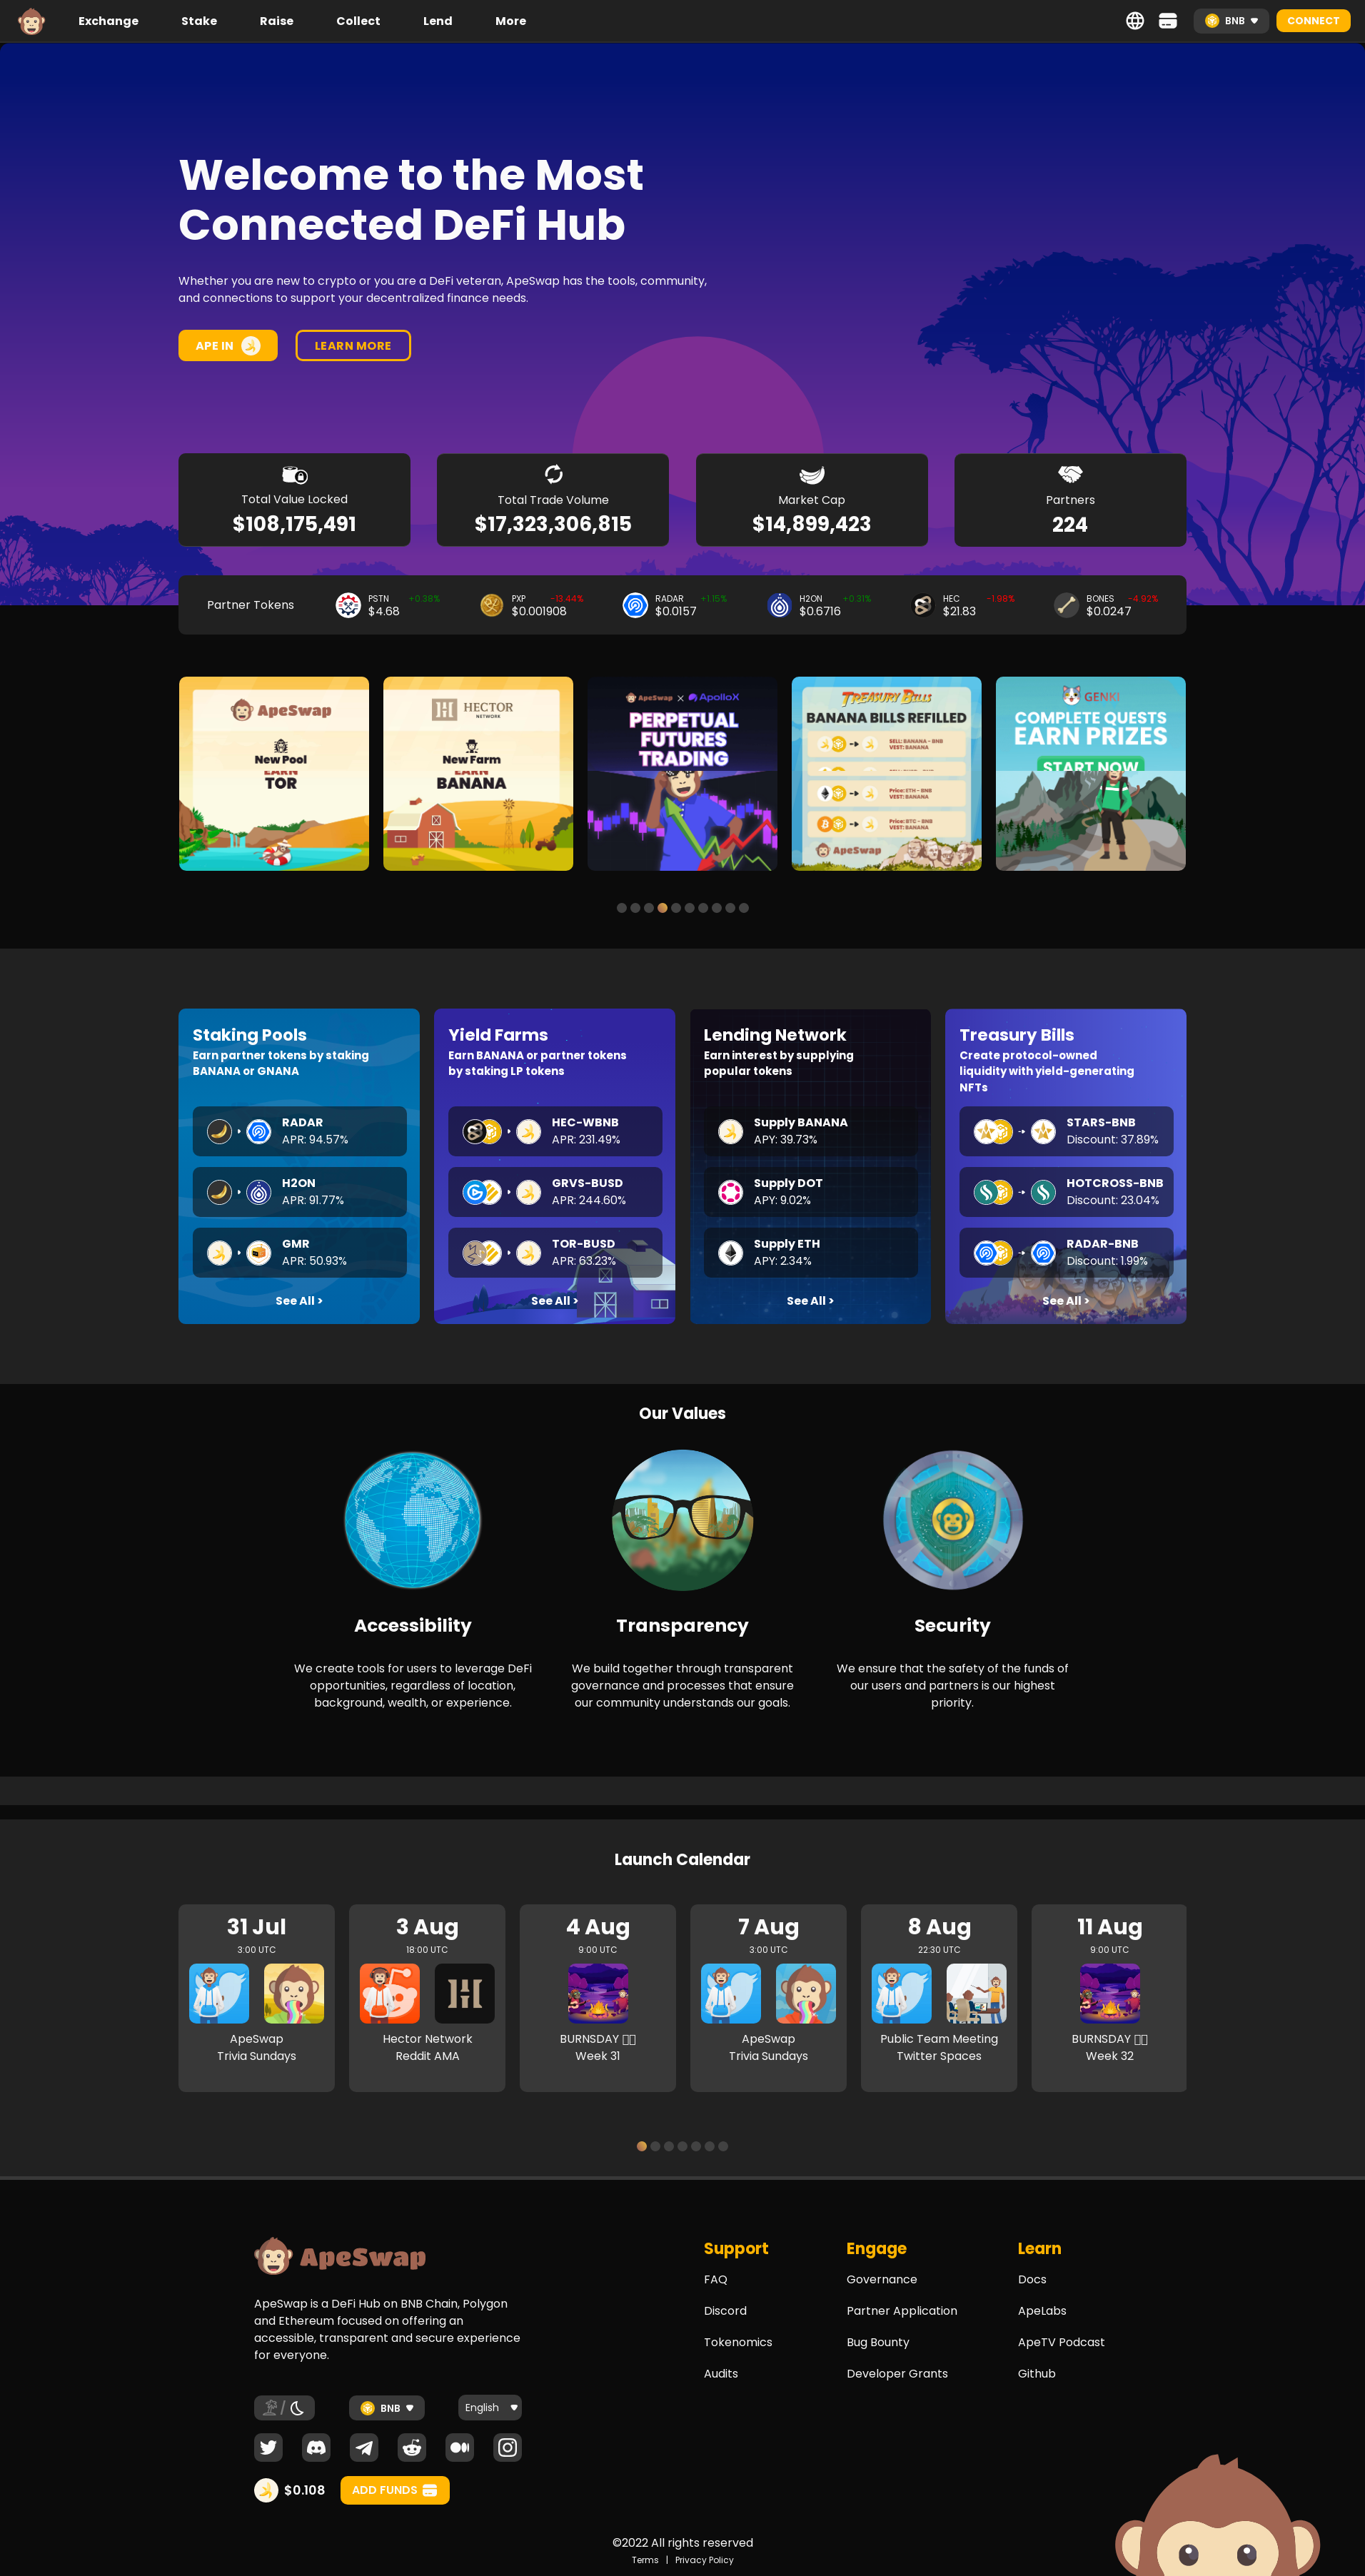 Exchange Stake Raise Collect Lend More BNB CONNECT
Welcome to the Most
Connected DeFi Hub
Whether you are new to crypto or you are a DeFi veteran, ApeSwap has the tools, community,
and connections to support your decentralized finance needs.
APE IN LEARN MORE
Total Value Locked
$108,175,491
Total Trade Volume
$17,323,306,815
Market Cap
$14,899,423
Partners
224
Partner Tokens
PSTN +0.38%
$4.68
PXP -13.44%
$0.001908
RADAR +1.15%
$0.0157
H2ON +0.31%
$0.6716
HEC -1.98%
$21.83
BONES -4.92%
$0.0247
ApeSwap
New Pool
EARN
TOR
HECTOR
NETWORK
New Farm
EARN
BANANA
ApeSwap X ApolloX
PERPETUAL
FUTURES
TRADING
TREASURY BILLS
BANANA BILLS REFILLED
SELL: BANANA - BNB
VEST: BANANA
Price: ETH - BNB
VEST: BANANA
Price: BTC - BNB
VEST: BANANA
ApeSwap
GENKI
COMPLETE QUESTS
EARN PRIZES
START NOW
Staking Pools
Earn partner tokens by staking
BANANA or GNANA
RADAR
APR: 94.57%
H2ON
APR: 91.77%
GMR
APR: 50.93%
See All >
Yield Farms
Earn BANANA or partner tokens
by staking LP tokens
HEC-WBNB
APR: 231.49%
GRVS-BUSD
APR: 244.60%
TOR-BUSD
APR: 63.23%
See All >
Lending Network
Earn interest by supplying
popular tokens
Supply BANANA
APY: 39.73%
Supply DOT
APY: 9.02%
Supply ETH
APY: 2.34%
See All >
Treasury Bills
Create protocol-owned
liquidity with yield-generating
NFTs
STARS-BNB
Discount: 37.89%
HOTCROSS-BNB
Discount: 23.04%
RADAR-BNB
Discount: 1.99%
See All >
Our Values
Accessibility
We create tools for users to leverage DeFi
opportunities, regardless of location,
background, wealth, or experience.
Transparency
We build together through transparent
governance and processes that ensure
our community understands our goals.
Security
We ensure that the safety of the funds of
our users and partners is our highest
priority.
Launch Calendar
31 Jul
3:00 UTC
ApeSwap
Trivia Sundays
3 Aug
18:00 UTC
Hector Network
Reddit AMA
4 Aug
9:00 UTC
BURNSDAY
Week 31
7 Aug
3:00 UTC
ApeSwap
Trivia Sundays
8 Aug
22:30 UTC
Public Team Meeting
Twitter Spaces
11 Aug
9:00 UTC
BURNSDAY
Week 32
ApeSwap
ApeSwap is a DeFi Hub on BNB Chain, Polygon
and Ethereum focused on offering an
accessible, transparent and secure experience
for everyone.
/ BNB English
$0.108 ADD FUNDS
Support
FAQ
Discord
Tokenomics
Audits
Engage
Governance
Partner Application
Bug Bounty
Developer Grants
Learn
Docs
ApeLabs
ApeTV Podcast
Github
©2022 All rights reserved
Terms | Privacy Policy